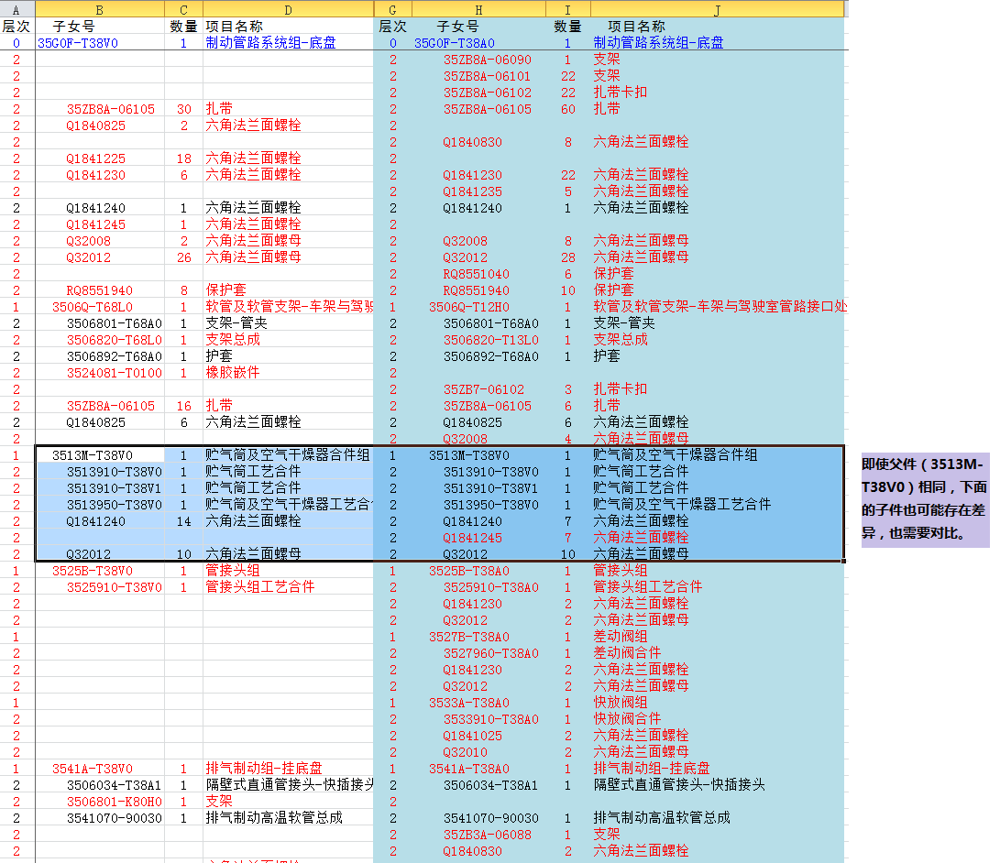 A B C D G H I J
层次 子女号 数量 项目名称 层次 子女号 数量 项目名称
0 35G0F-T38V0 1 制动管路系统组-底盘 0 35G0F-T38A0 1 制动管路系统组-底盘
2 2 35ZB8A-06090 1 支架
2 2 35ZB8A-06101 22 支架
2 2 35ZB8A-06102 22 扎带卡扣
2 35ZB8A-06105 30 扎带 2 35ZB8A-06105 60 扎带
2 Q1840825 2 六角法兰面螺栓 2
2 2 Q1840830 8 六角法兰面螺栓
2 Q1841225 18 六角法兰面螺栓 2
2 Q1841230 6 六角法兰面螺栓 2 Q1841230 22 六角法兰面螺栓
2 2 Q1841235 5 六角法兰面螺栓
2 Q1841240 1 六角法兰面螺栓 2 Q1841240 1 六角法兰面螺栓
2 Q1841245 1 六角法兰面螺栓 2
2 Q32008 2 六角法兰面螺母 2 Q32008 8 六角法兰面螺母
2 Q32012 26 六角法兰面螺母 2 Q32012 28 六角法兰面螺母
2 2 RQ8551040 6 保护套
2 RQ8551940 8 保护套 2 RQ8551940 10 保护套
1 3506Q-T68L0 1 软管及软管支架-车架与驾驶 1 3506Q-T12H0 1 软管及软管支架-车架与驾驶室管路接口处
2 3506801-T68A0 1 支架-管夹 2 3506801-T68A0 1 支架-管夹
2 3506820-T68L0 1 支架总成 2 3506820-T13L0 1 支架总成
2 3506892-T68A0 1 护套 2 3506892-T68A0 1 护套
2 3524081-T0100 1 橡胶嵌件 2
2 2 35ZB7-06102 3 扎带卡扣
2 35ZB8A-06105 16 扎带 2 35ZB8A-06105 6 扎带
2 Q1840825 6 六角法兰面螺栓 2 Q1840825 6 六角法兰面螺栓
2 2 Q32008 4 六角法兰面螺母
1 3513M-T38V0 1 贮气筒及空气干燥器合件组 1 3513M-T38V0 1 贮气筒及空气干燥器合件组
2 3513910-T38V0 1 贮气筒工艺合件 2 3513910-T38V0 1 贮气筒工艺合件
2 3513910-T38V1 1 贮气筒工艺合件 2 3513910-T38V1 1 贮气筒工艺合件
2 3513950-T38V0 1 贮气筒及空气干燥器工艺合 2 3513950-T38V0 1 贮气筒及空气干燥器工艺合件
2 Q1841240 14 六角法兰面螺栓 2 Q1841240 7 六角法兰面螺栓
2 2 Q1841245 7 六角法兰面螺栓
2 Q32012 10 六角法兰面螺母 2 Q32012 10 六角法兰面螺母
即使父件（3513M-
T38V0）相同，下面
的子件也可能存在差
异，也需要对比。
1 3525B-T38V0 1 管接头组 1 3525B-T38A0 1 管接头组
2 3525910-T38V0 1 管接头组工艺合件 2 3525910-T38A0 1 管接头组工艺合件
2 2 Q1841230 2 六角法兰面螺栓
2 2 Q32012 2 六角法兰面螺母
1 1 3527B-T38A0 1 差动阀组
2 2 3527960-T38A0 1 差动阀合件
2 2 Q1841230 2 六角法兰面螺栓
2 2 Q32012 2 六角法兰面螺母
1 1 3533A-T38A0 1 快放阀组
2 2 3533910-T38A0 1 快放阀合件
2 2 Q1841025 2 六角法兰面螺栓
2 2 Q32010 2 六角法兰面螺母
1 3541A-T38V0 1 排气制动组-挂底盘 1 3541A-T38A0 1 排气制动组-挂底盘
2 3506034-T38A1 1 隔壁式直通管接头-快插接头 2 3506034-T38A1 1 隔壁式直通管接头-快插接头
2 3506801-K80H0 1 支架 2
2 3541070-90030 1 排气制动高温软管总成 2 3541070-90030 1 排气制动高温软管总成
2 2 35ZB3A-06088 1 支架
2 2 Q1840830 2 六角法兰面螺栓